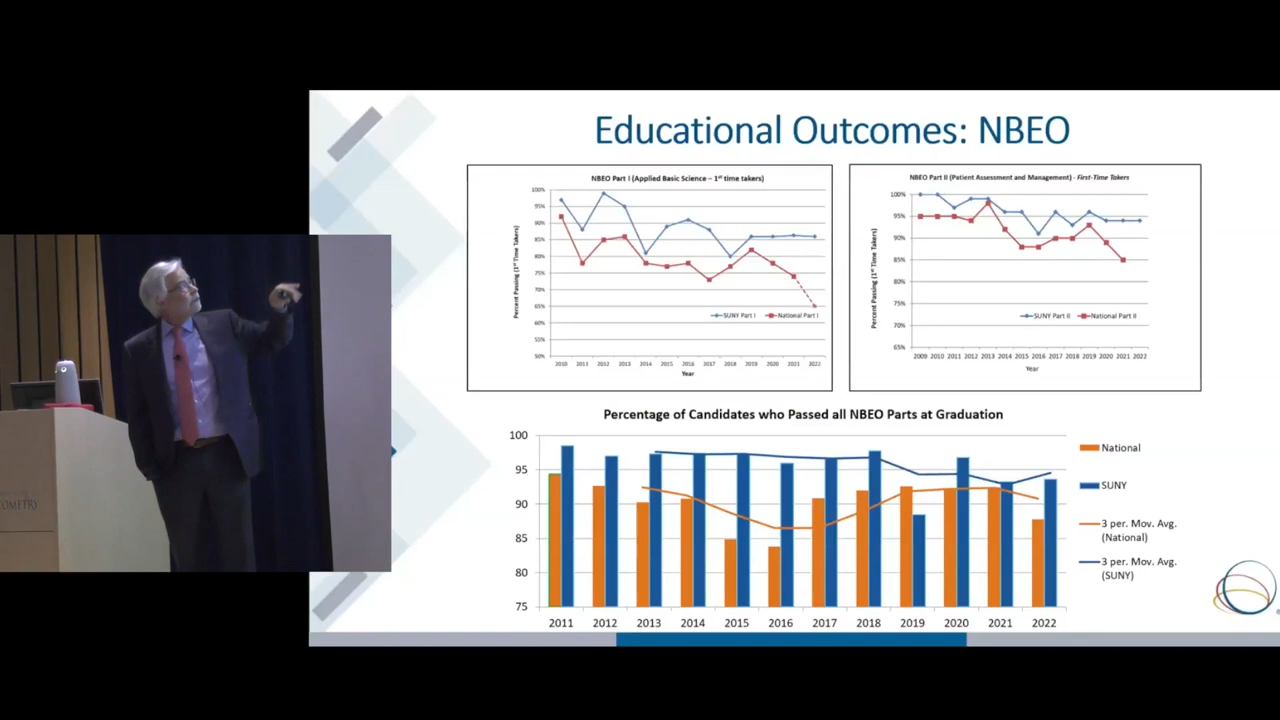 Educational Outcomes: NBEO
NBEO Part I (Applied Basic Science – 1st time takers)
Percent Passing (1st Time Takers)
100%
95%
90%
85%
80%
75%
70%
65%
60%
55%
50%
SUNY Part I
National Part I
2010 2011 2012 2013 2014 2015 2016 2017 2018 2019 2020 2021 2022
Year
NBEO Part II (Patient Assessment and Management) - First-Time Takers
Percent Passing (1st Time Takers)
100%
95%
90%
85%
80%
75%
70%
65%
SUNY Part II
National Part II
2009 2010 2011 2012 2013 2014 2015 2016 2017 2018 2019 2020 2021 2022
Year
Percentage of Candidates who Passed all NBEO Parts at Graduation
100
95
90
85
80
75
2011 2012 2013 2014 2015 2016 2017 2018 2019 2020 2021 2022
National
SUNY
3 per. Mov. Avg.
(National)
3 per. Mov. Avg.
(SUNY)
OMETRY